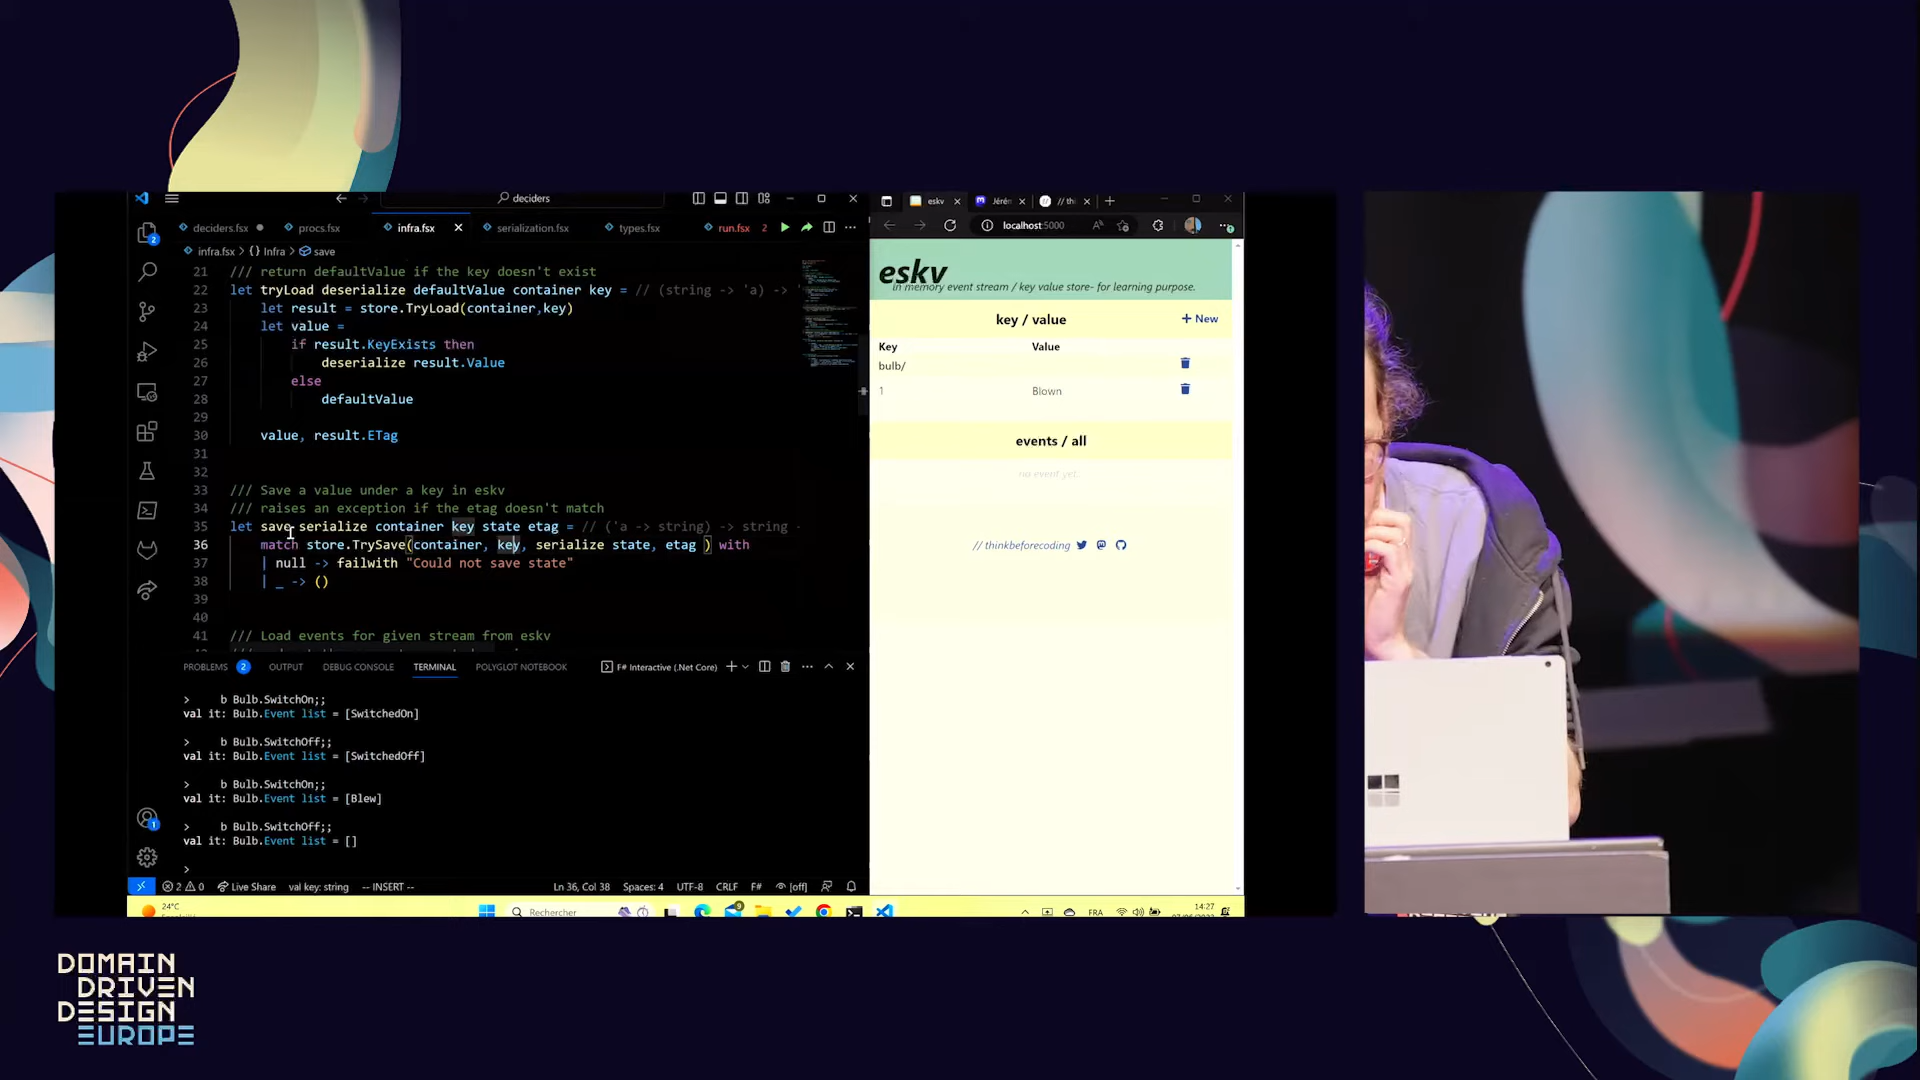 deciders
deciders.fsx
procs.fsx
infra.fsx
serialization.fsx
types.fsx
run.fsx 2
infra.fsx > {} Infra > save
21 /// return defaultValue if the key doesn't exist
22 let tryLoad deserialize defaultValue container key = // (string -> 'a) ->
23 let result = store.TryLoad(container,key)
24 let value =
25 if result.KeyExists then
26 deserialize result.Value
27 else
28 defaultValue
29
30 value, result.ETag
31
32
33 /// Save a value under a key in eskv
34 /// raises an exception if the etag doesn't match
35 let save serialize container key state etag = // ('a -> string) -> string -
36 match store.TrySave(container, key, serialize state, etag ) with
37 | null -> failwith "Could not save state"
38 | _ -> ()
39
40
41 /// Load events for given stream from eskv
PROBLEMS 2 OUTPUT DEBUG CONSOLE TERMINAL POLYGLOT NOTEBOOK
F# Interactive (.Net Core)
> b Bulb.SwitchOn;;
val it: Bulb.Event list = [SwitchedOn]
> b Bulb.SwitchOff;;
val it: Bulb.Event list = [SwitchedOff]
> b Bulb.SwitchOn;;
val it: Bulb.Event list = [Blew]
> b Bulb.SwitchOff;;
val it: Bulb.Event list = []
>
2 0 Live Share val key: string -- INSERT --
Ln 36, Col 38 Spaces: 4 UTF-8 CRLF F# [off]
eskv
Jérém
// thi
localhost:5000
eskv
in memory event stream / key value store- for learning purpose.
key / value
+ New
Key Value
bulb/
1 Blown
events / all
no event yet.
// thinkbeforecoding
24°C
Rechercher
FRA
14:27
DOMAIN
DRIVEN
DESIGN
EUROPE